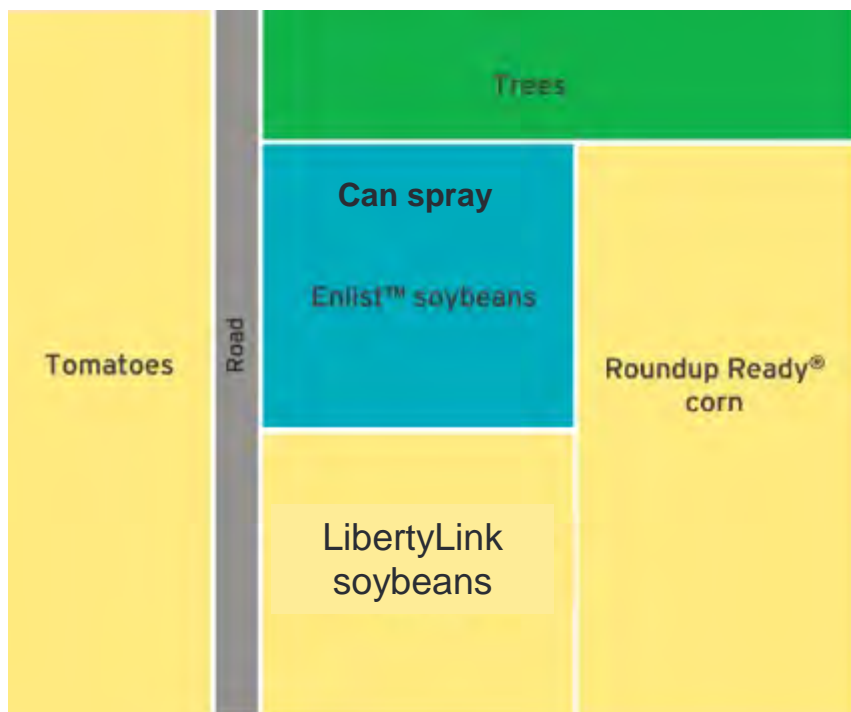 Trees
Can spray
Enlist™ soybeans
Tomatoes
Road
Roundup Ready®
corn
LibertyLink
soybeans